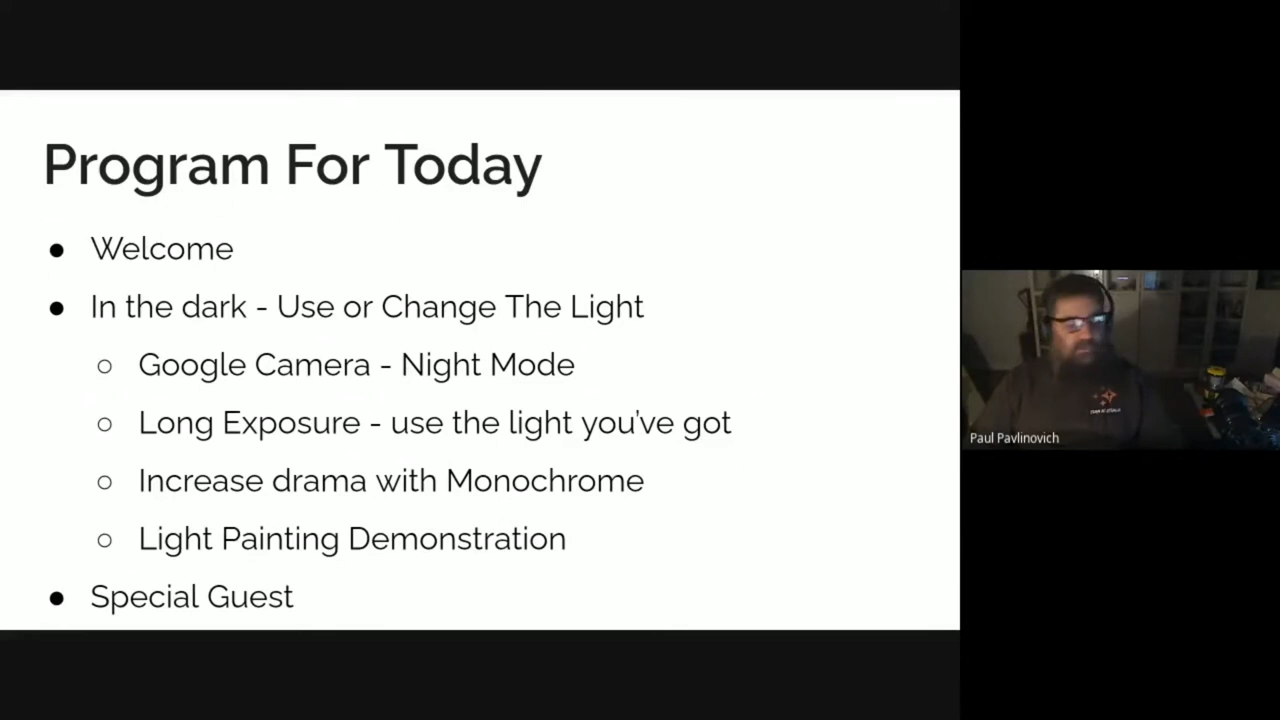 Program For Today
● Welcome
● In the dark - Use or Change The Light
○ Google Camera - Night Mode
○ Long Exposure - use the light you've got
○ Increase drama with Monochrome
○ Light Painting Demonstration
● Special Guest
Paul Pavlinovich